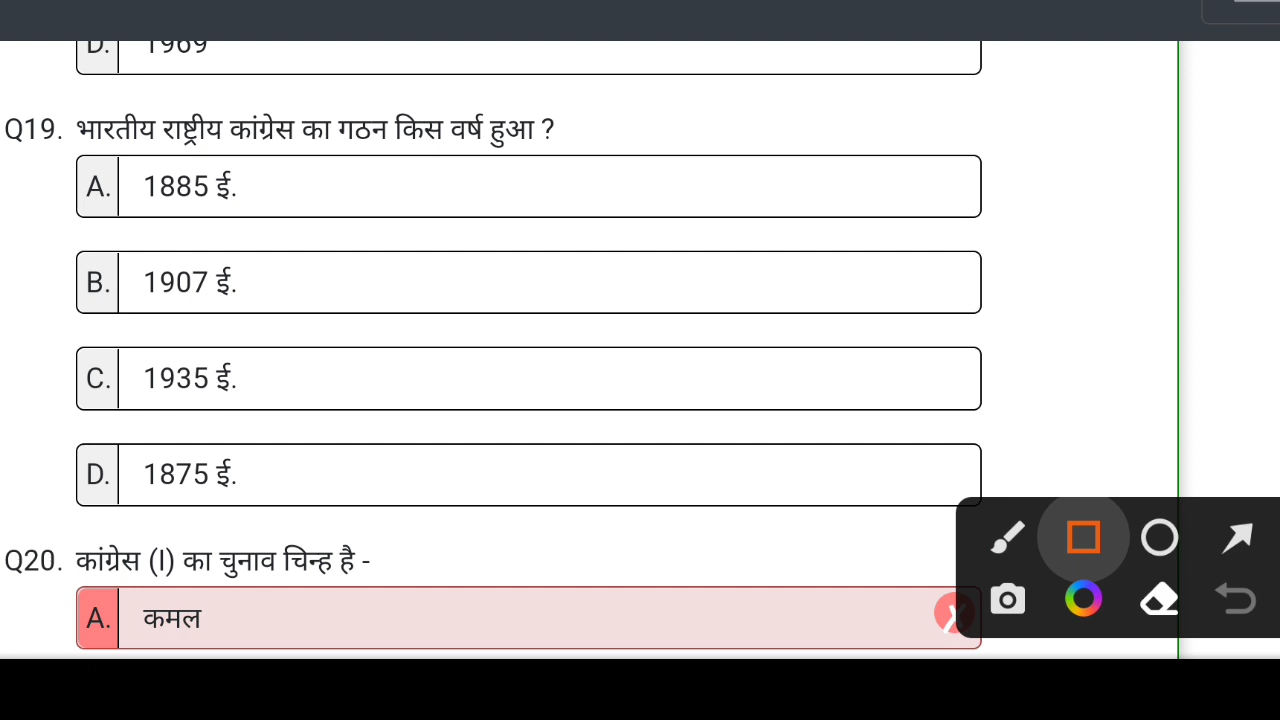 D. 1969
Q19. भारतीय राष्ट्रीय कांग्रेस का गठन किस वर्ष हुआ ?
A. 1885 ई.
B. 1907 ई.
C. 1935 ई.
D. 1875 ई.
Q20. कांग्रेस (I) का चुनाव चिन्ह है -
A. कमल